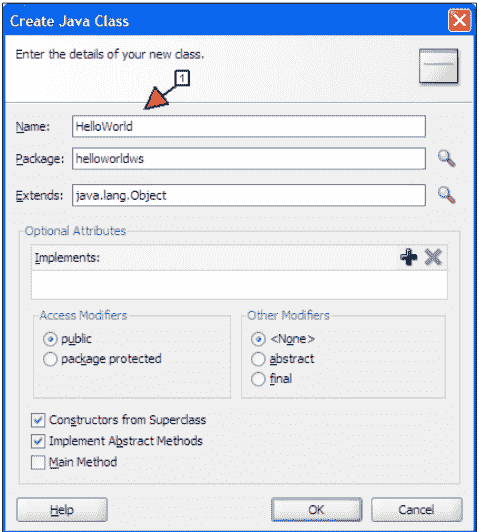 Create Java Class
Enter the details of your new class.
1
Name: HelloWorld
Package: helloworldws
Extends: java.lang.Object
Optional Attributes
Implements:
Access Modifiers Other Modifiers
public <None>
package protected abstract
final
Constructors from Superclass
Implement Abstract Methods
Main Method
Help OK Cancel